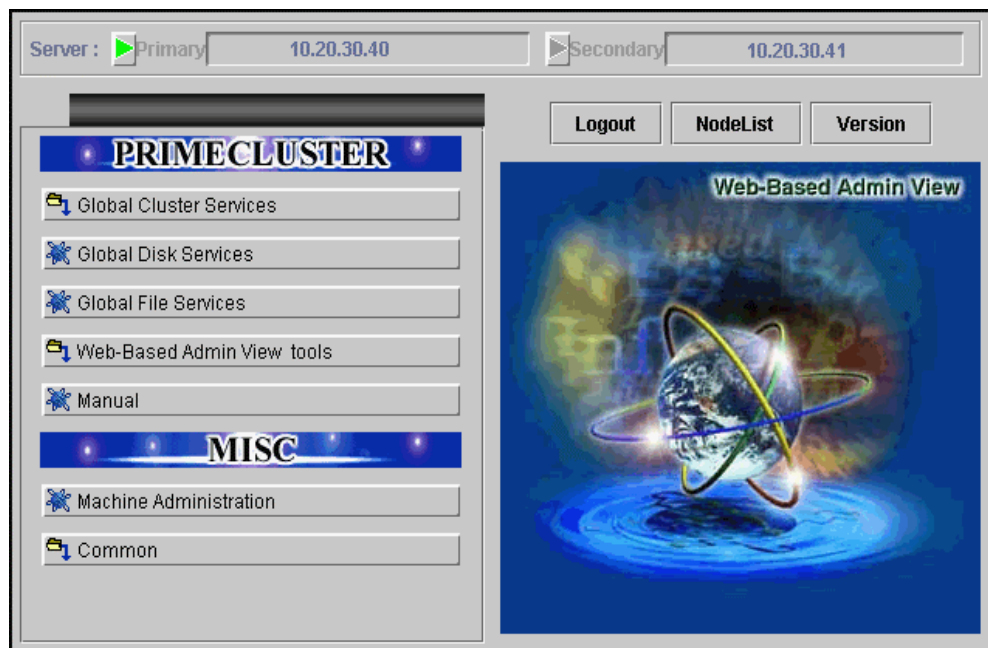 Server : Primary 10.20.30.40 Secondary 10.20.30.41
Logout NodeList Version
PRIMECLUSTER
Global Cluster Services
Global Disk Services
Global File Services
Web-Based Admin View tools
Manual
MISC
Machine Administration
Common
Web-Based Admin View